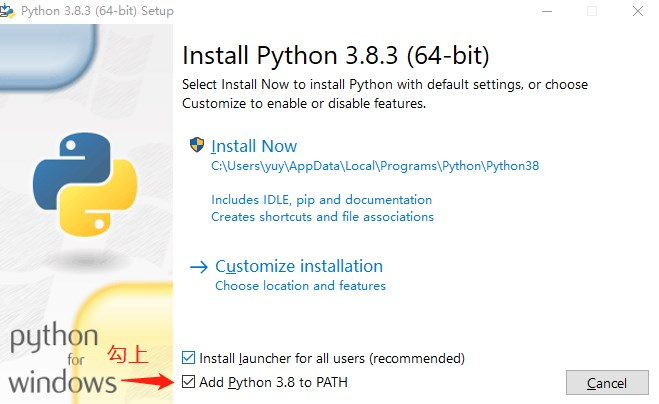 Python 3.8.3 (64-bit) Setup
Install Python 3.8.3 (64-bit)
Select Install Now to install Python with default settings, or choose
Customize to enable or disable features.
Install Now
C:\Users\yuy\AppData\Local\Programs\Python\Python38
Includes IDLE, pip and documentation
Creates shortcuts and file associations
Customize installation
Choose location and features
python
for
windows
勾上
Install launcher for all users (recommended)
Add Python 3.8 to PATH
Cancel